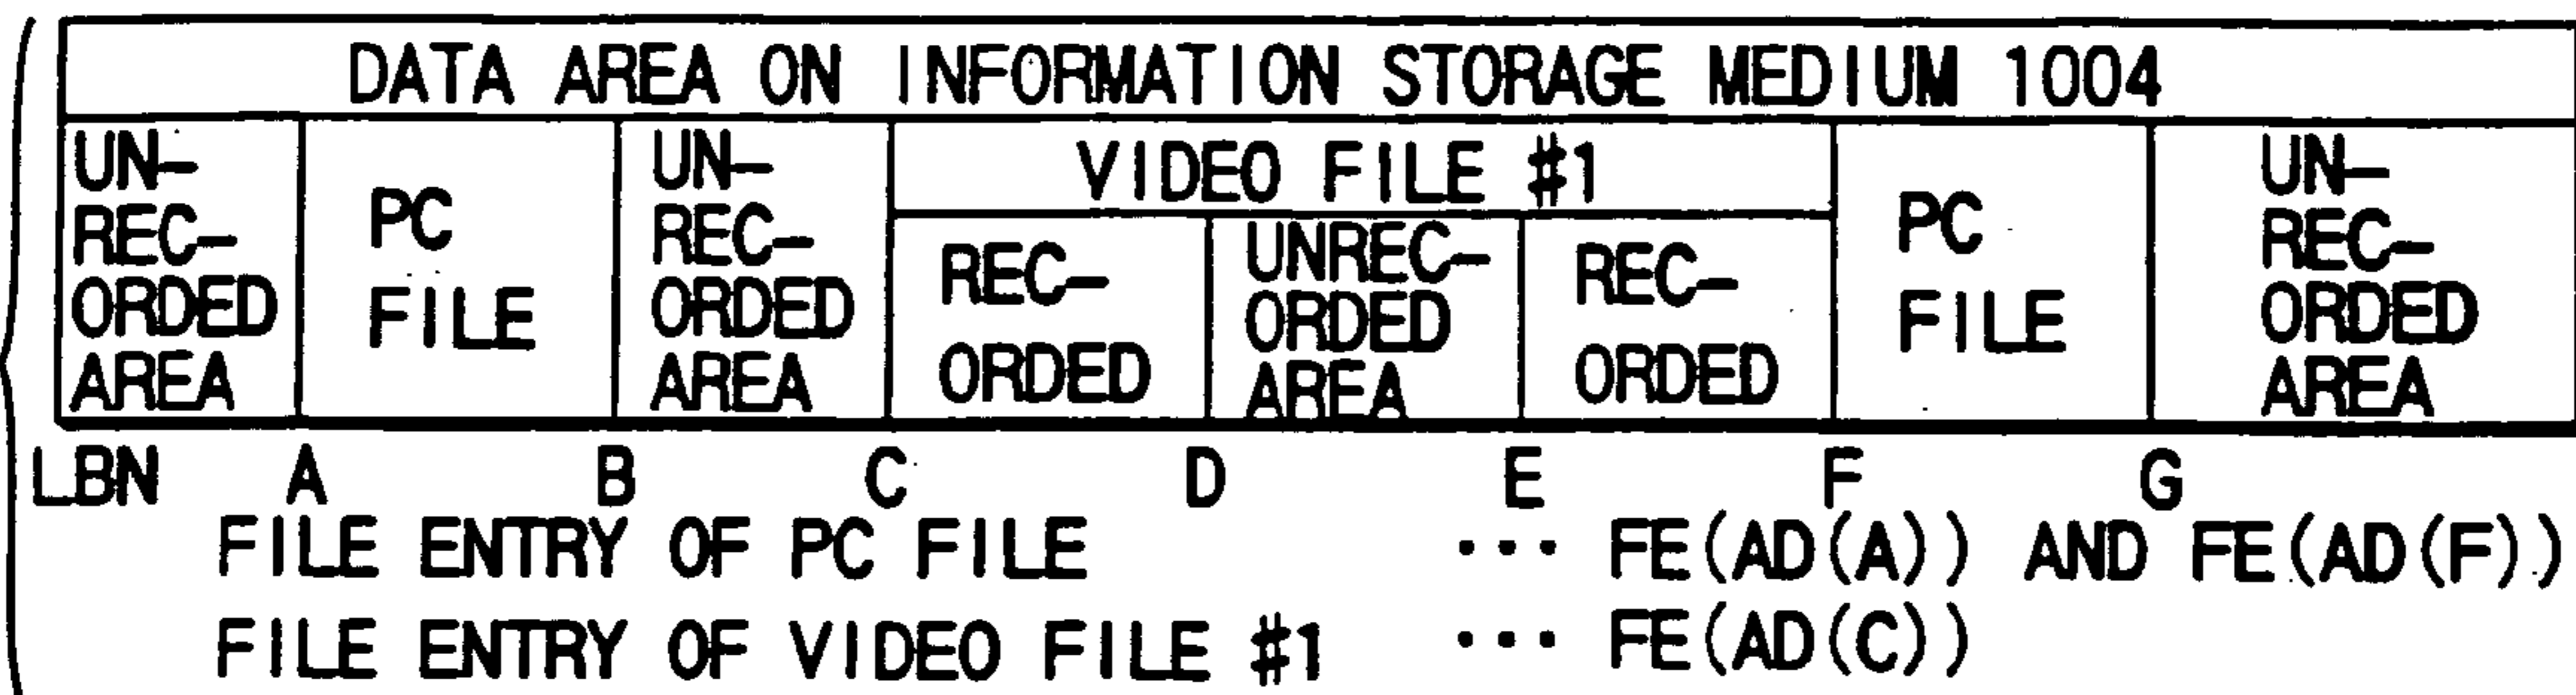 DATA AREA ON INFORMATION STORAGE MEDIUM 1004
UN-
REC-
ORDED
AREA
PC
FILE
UN-
REC-
ORDED
AREA
VIDEO FILE #1
REC-
ORDED
UNREC-
ORDED
AREA
REC-
ORDED
PC
FILE
UN-
REC-
ORDED
AREA
LBN A B C D E F G
FILE ENTRY OF PC FILE ... FE(AD(A)) AND FE(AD(F))
FILE ENTRY OF VIDEO FILE #1 ... FE(AD(C))